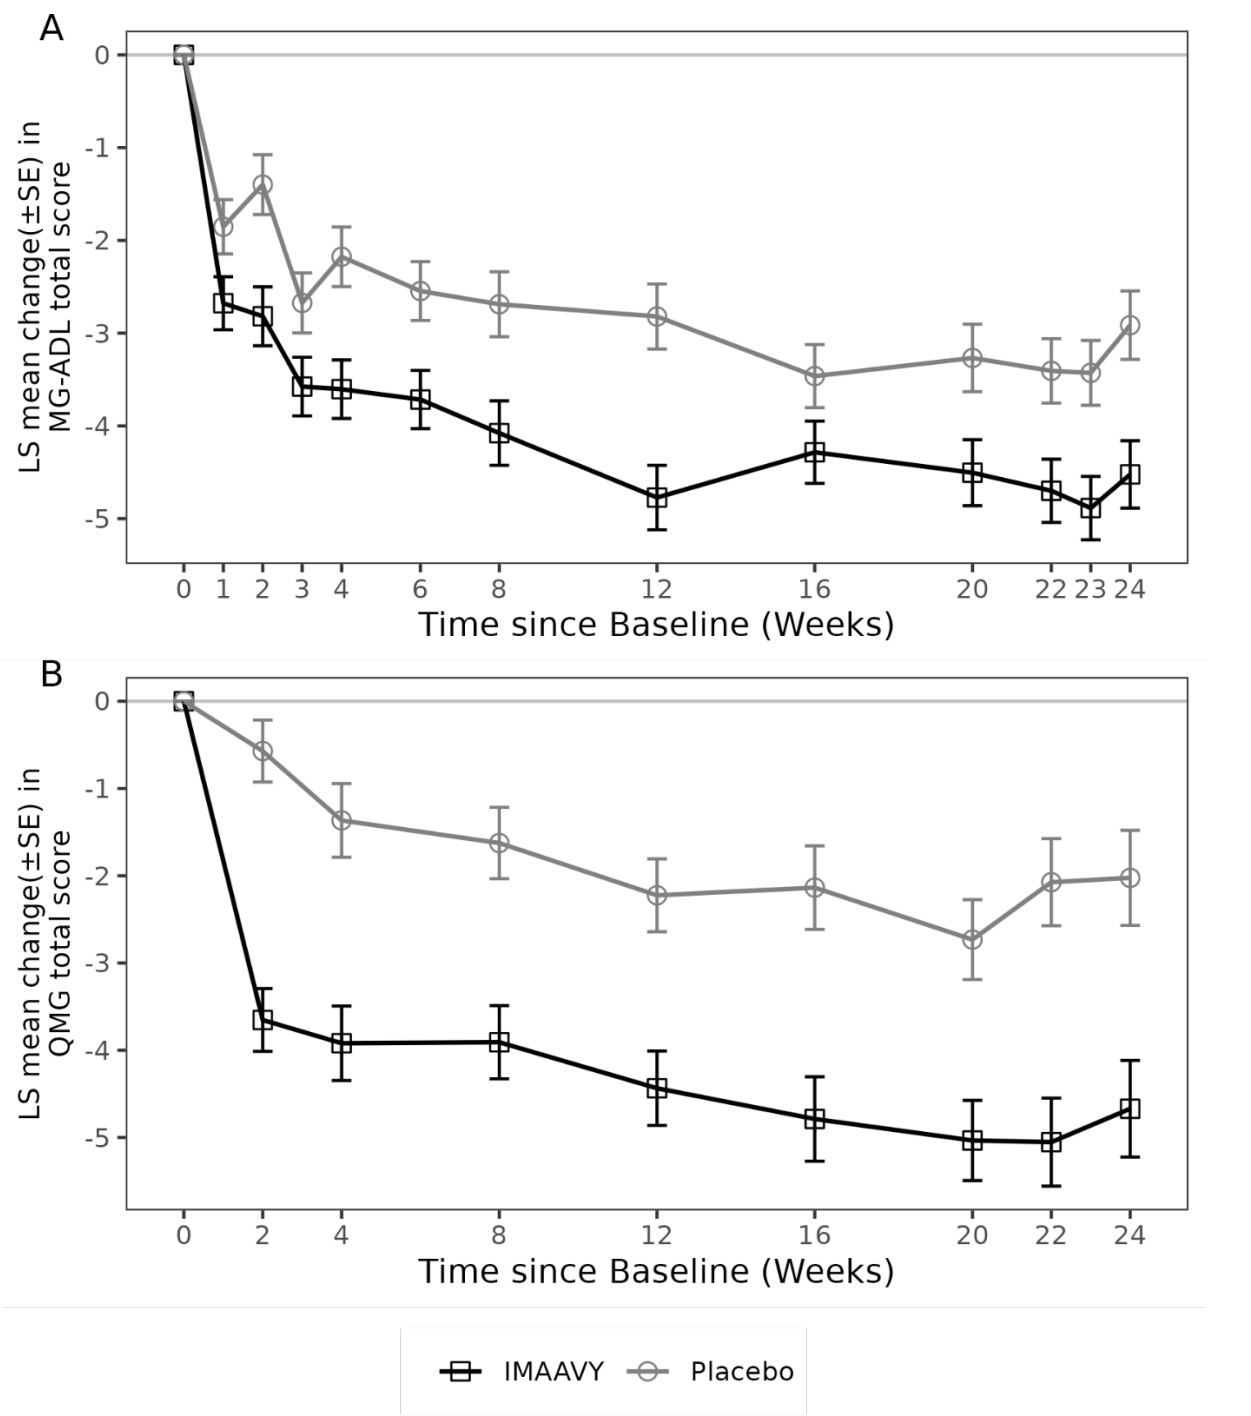 A
LS mean change(±SE) in
MG-ADL total score
0
-1
-2
-3
-4
-5
0 1 2 3 4 6 8 12 16 20 22 23 24
Time since Baseline (Weeks)
B
LS mean change(±SE) in
QMG total score
0
-1
-2
-3
-4
-5
0 2 4 8 12 16 20 22 24
Time since Baseline (Weeks)
IMAAVY Placebo